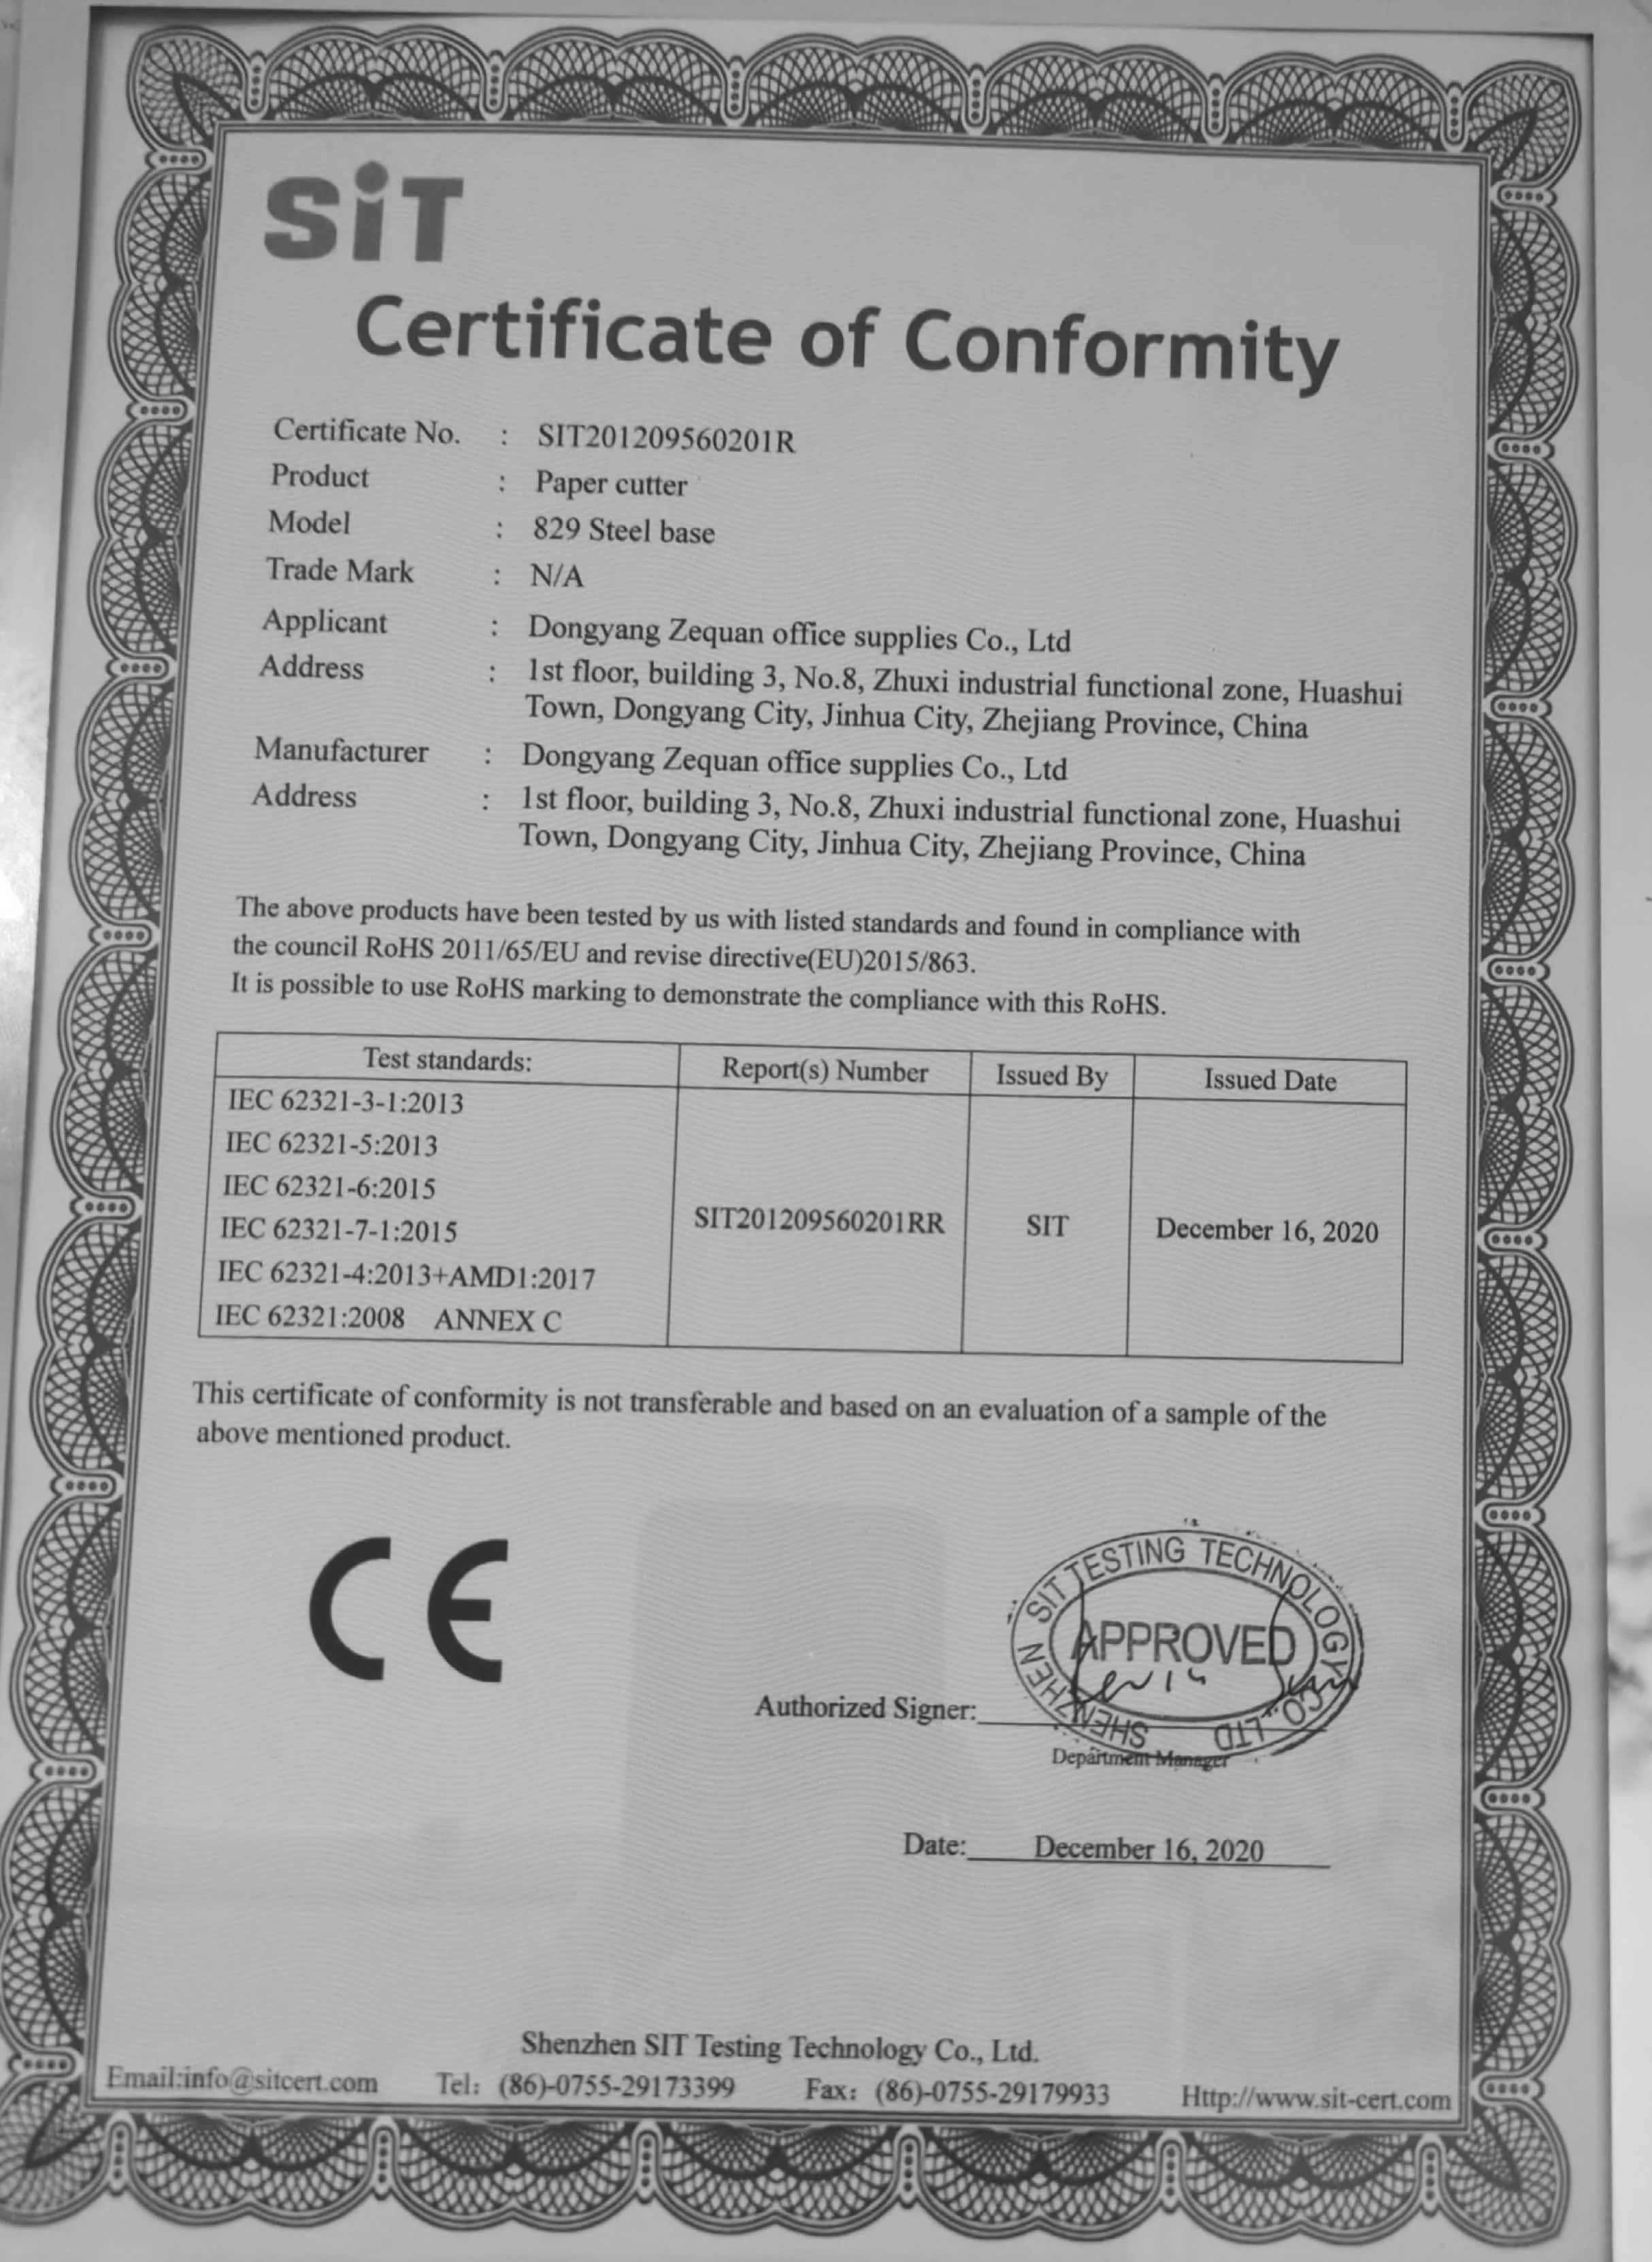 SiT
Certificate of Conformity
Certificate No. : SIT201209560201R
Product : Paper cutter
Model : 829 Steel base
Trade Mark : N/A
Applicant : Dongyang Zequan office supplies Co., Ltd
Address : 1st floor, building 3, No.8, Zhuxi industrial functional zone, Huashui
Town, Dongyang City, Jinhua City, Zhejiang Province, China
Manufacturer : Dongyang Zequan office supplies Co., Ltd
Address : 1st floor, building 3, No.8, Zhuxi industrial functional zone, Huashui
Town, Dongyang City, Jinhua City, Zhejiang Province, China
The above products have been tested by us with listed standards and found in compliance with
the council RoHS 2011/65/EU and revise directive(EU)2015/863.
It is possible to use RoHS marking to demonstrate the compliance with this RoHS.
Test standards: Report(s) Number Issued By Issued Date
IEC 62321-3-1:2013
IEC 62321-5:2013
IEC 62321-6:2015
IEC 62321-7-1:2015 SIT201209560201RR SIT December 16, 2020
IEC 62321-4:2013+AMD1:2017
IEC 62321:2008 ANNEX C
This certificate of conformity is not transferable and based on an evaluation of a sample of the
above mentioned product.
CE
SHENZHEN SIT TESTING TECHNOLOGY CO., LTD
APPROVED
Authorized Signer:
Department Manager
Date: December 16, 2020
Shenzhen SIT Testing Technology Co., Ltd.
Email:info@sitcert.com Tel: (86)-0755-29173399 Fax: (86)-0755-29179933 Http://www.sit-cert.com